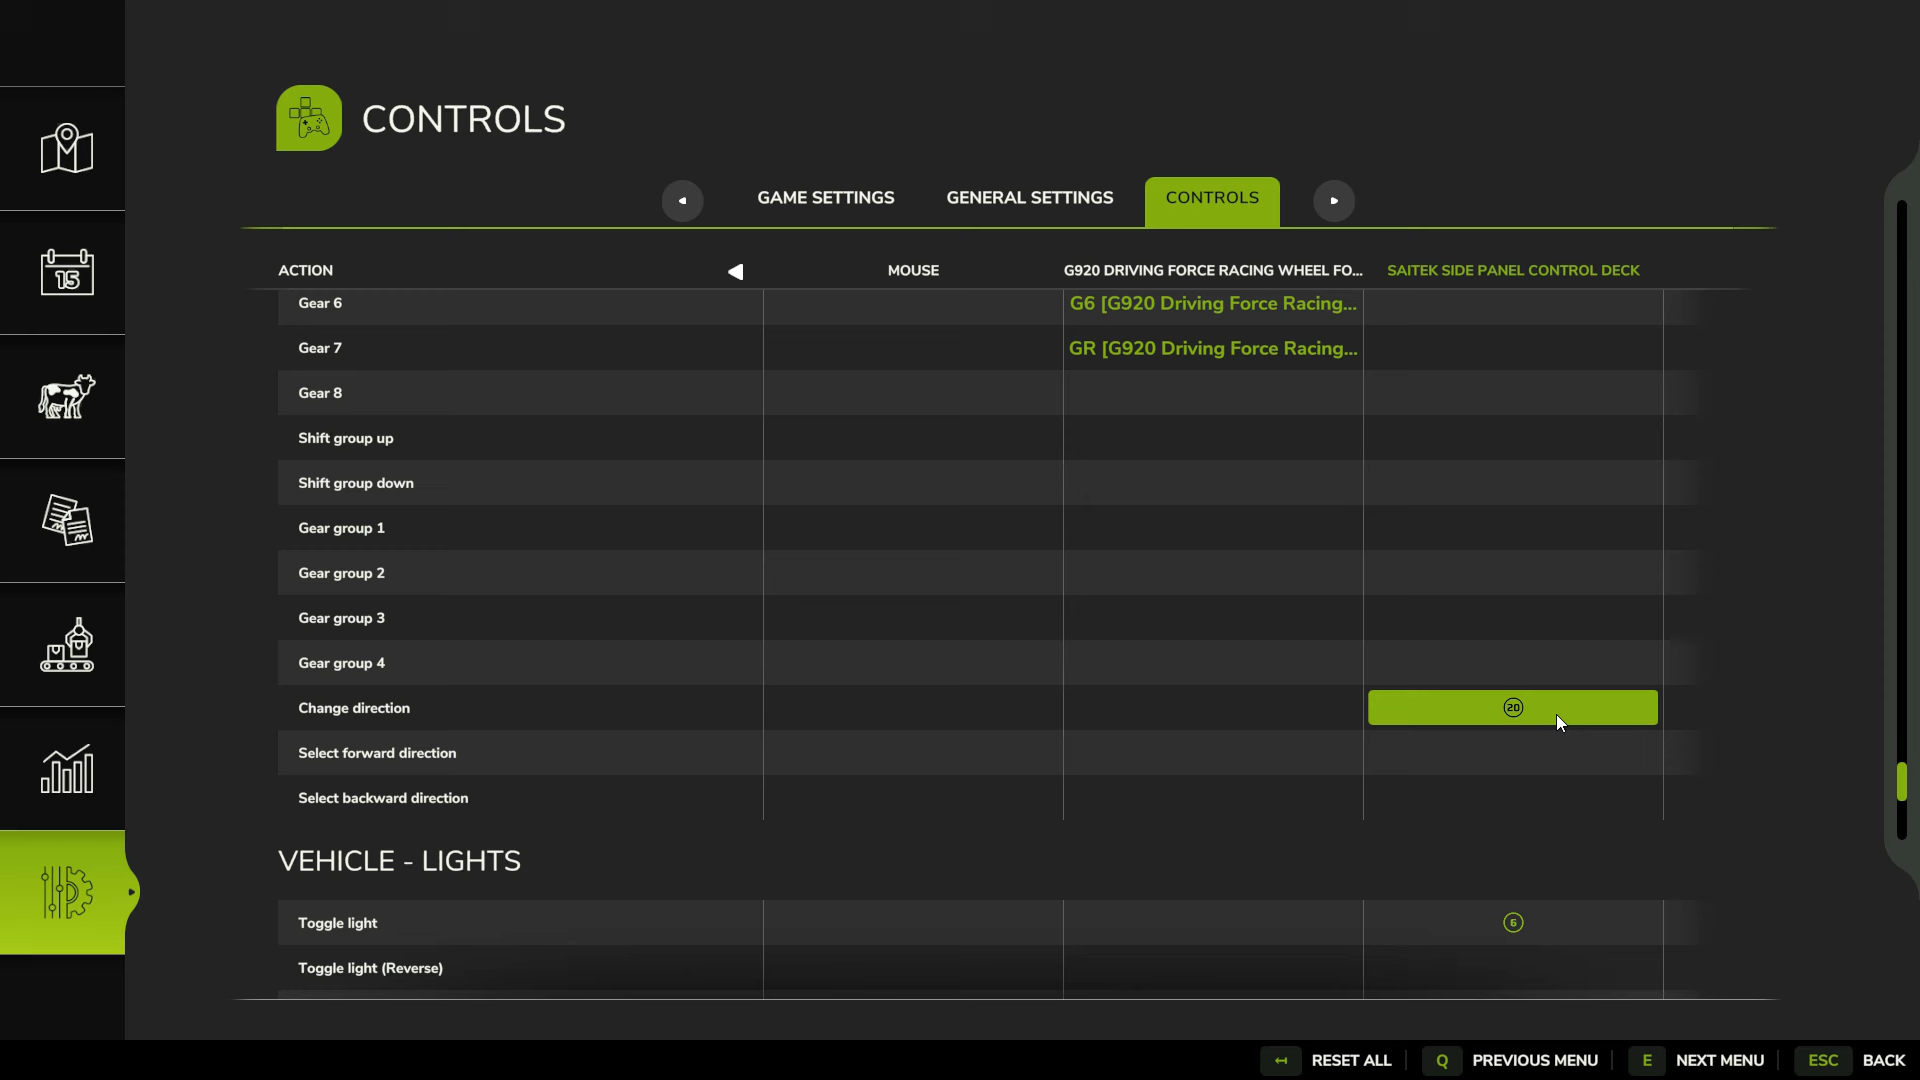 CONTROLS
GAME SETTINGS
GENERAL SETTINGS
CONTROLS
15
ACTION
MOUSE
G920 DRIVING FORCE RACING WHEEL FO...
SAITEK SIDE PANEL CONTROL DECK
Gear 6
G6 [G920 Driving Force Racing...
Gear 7
GR [G920 Driving Force Racing...
Gear 8
Shift group up
Shift group down
Gear group 1
Gear group 2
Gear group 3
Gear group 4
Change direction
20
Select forward direction
Select backward direction
VEHICLE - LIGHTS
Toggle light
6
Toggle light (Reverse)
RESET ALL
Q PREVIOUS MENU
E NEXT MENU
ESC BACK